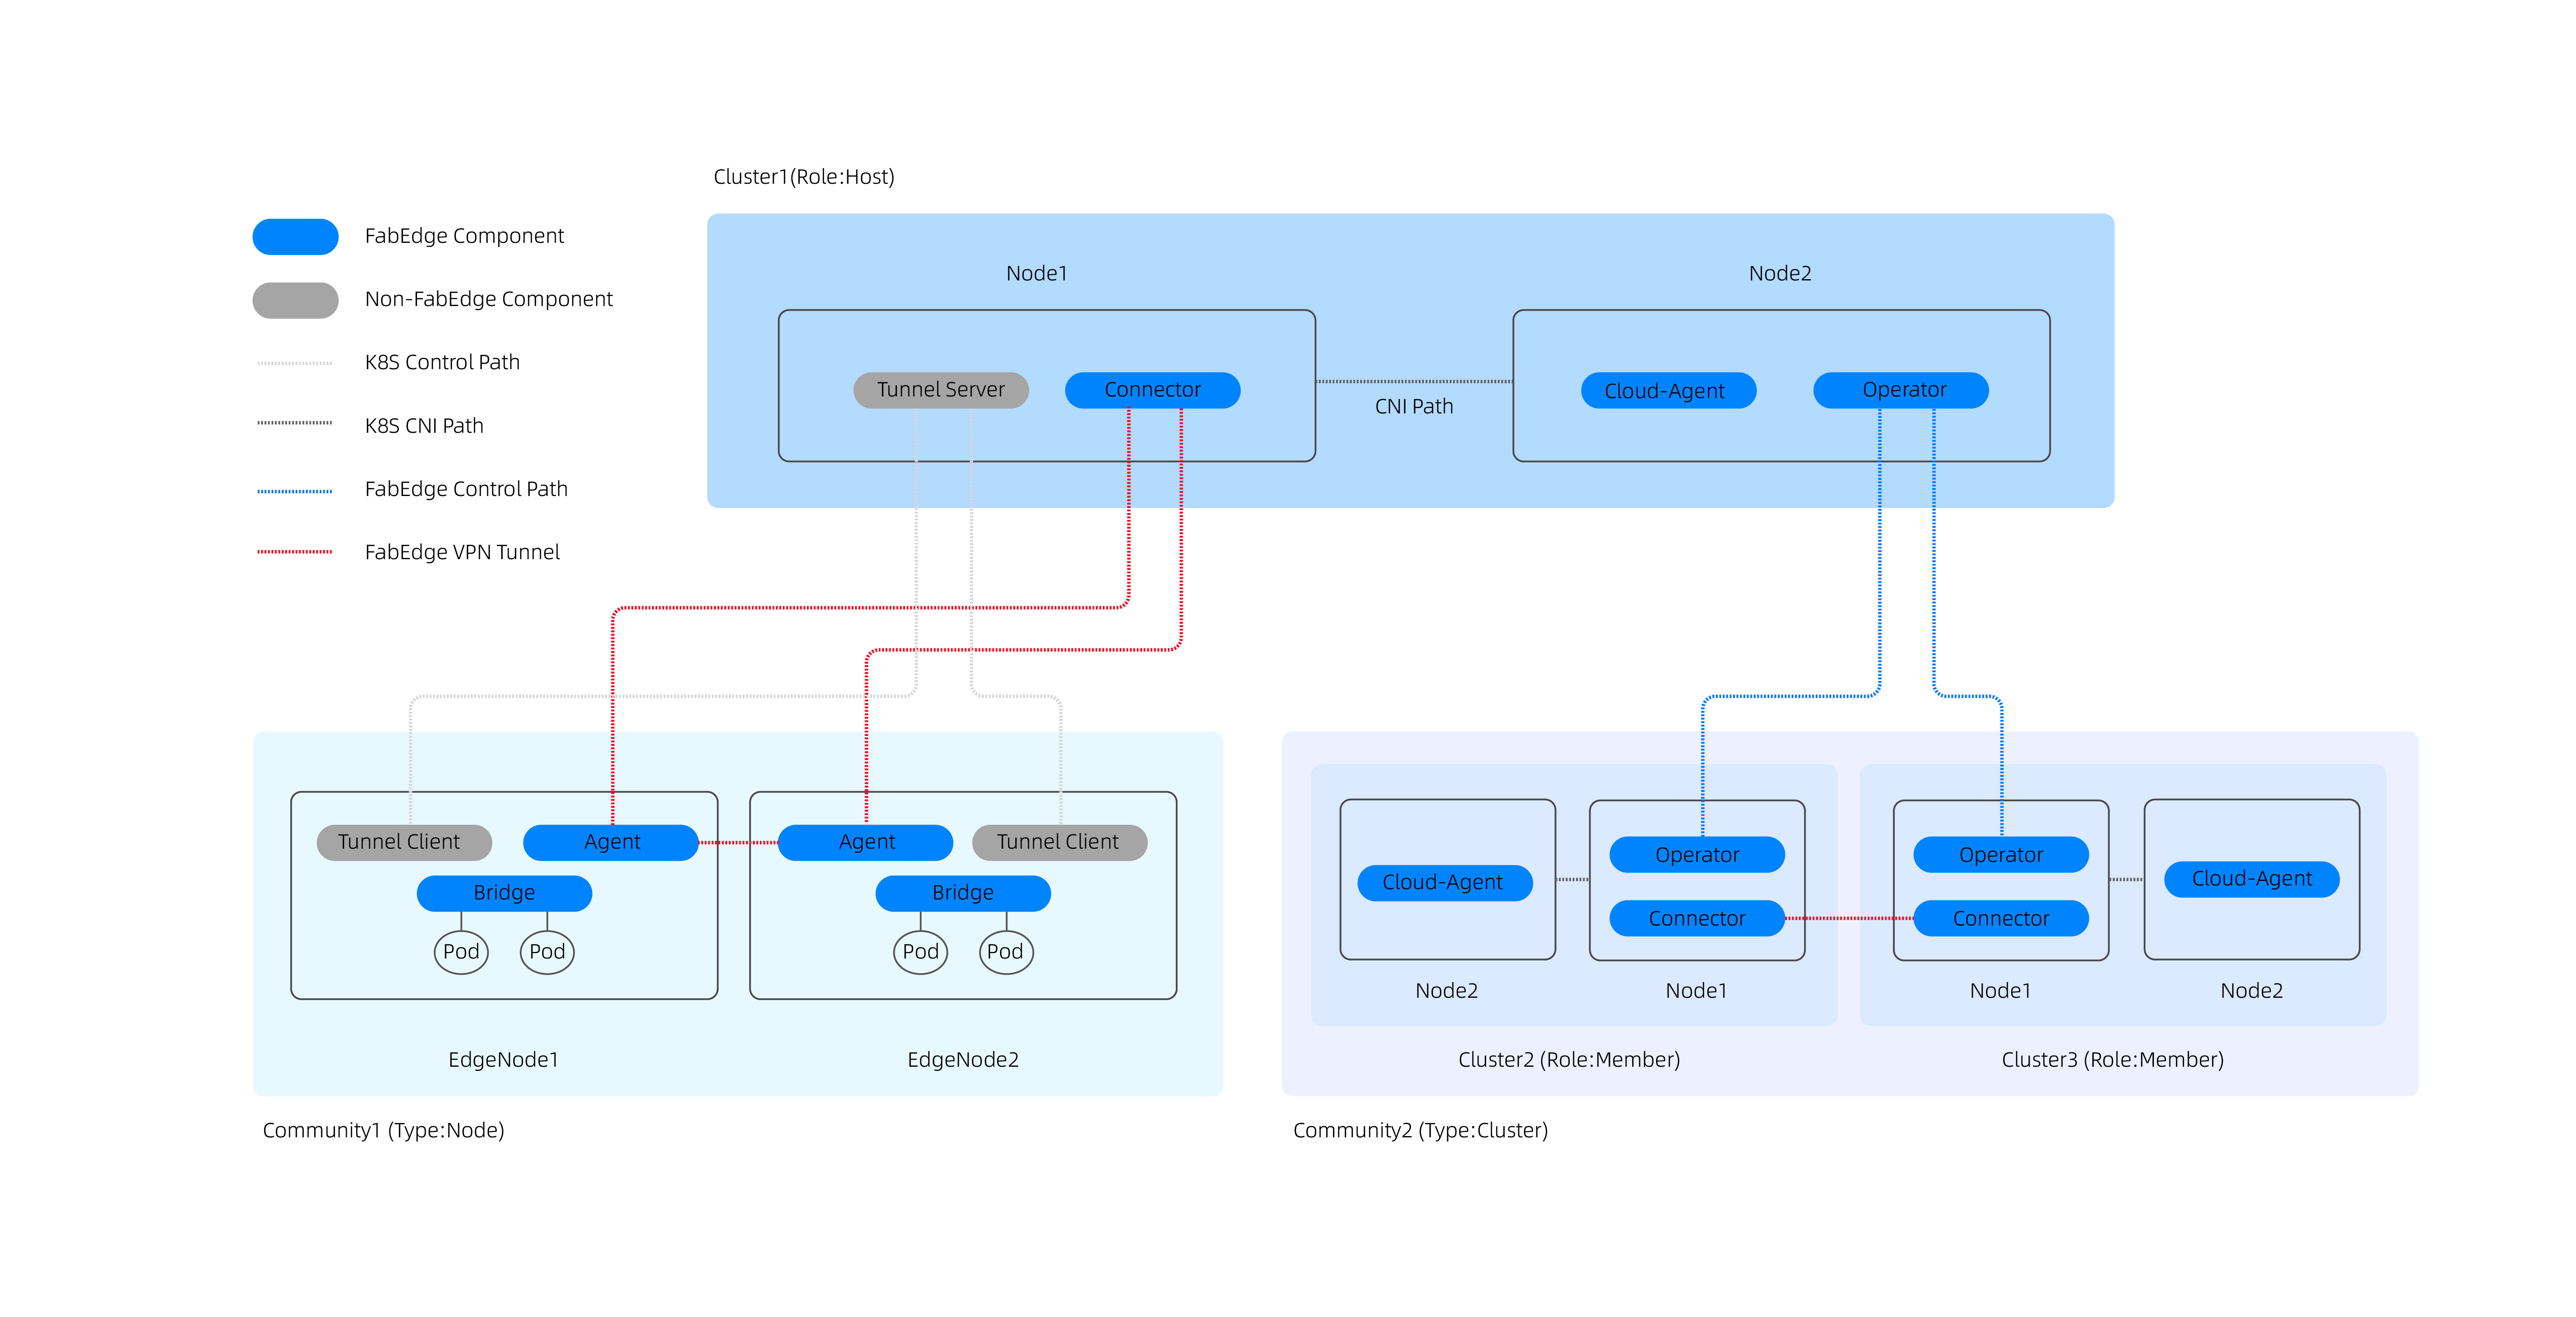 Cluster1(Role:Host)
FabEdge Component
Non-FabEdge Component
K8S Control Path
K8S CNI Path
FabEdge Control Path
FabEdge VPN Tunnel
Node1
Node2
Tunnel Server
Connector
CNI Path
Cloud-Agent
Operator
Tunnel Client
Agent
Bridge
Pod
Pod
EdgeNode1
Agent
Tunnel Client
Bridge
Pod
Pod
EdgeNode2
Community1 (Type:Node)
Cloud-Agent
Node2
Operator
Connector
Node1
Cluster2 (Role:Member)
Operator
Connector
Node1
Cloud-Agent
Node2
Cluster3 (Role:Member)
Community2 (Type:Cluster)